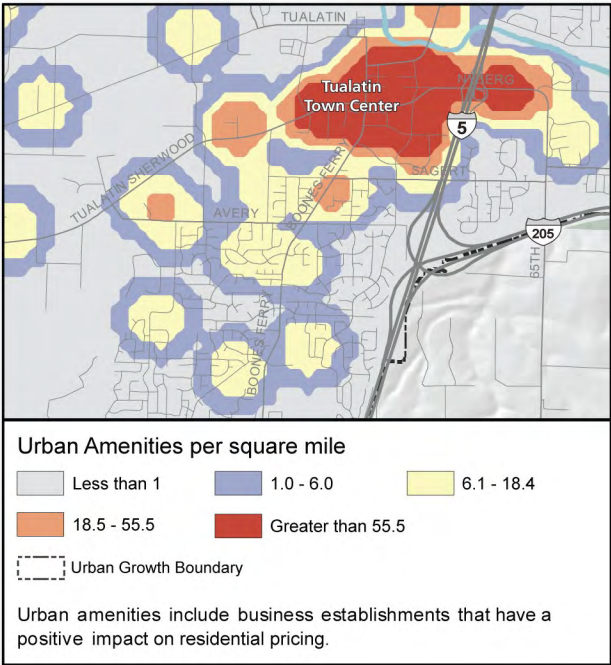 TUALATIN
NYBERG
Tualatin
Town Center
5
TUALATIN SHERWOOD
BOONES FERRY
SAGERT
AVERY
205
65TH
BOONES FERRY
Urban Amenities per square mile
Less than 1
1.0 - 6.0
6.1 - 18.4
18.5 - 55.5
Greater than 55.5
Urban Growth Boundary
Urban amenities include business establishments that have a
positive impact on residential pricing.